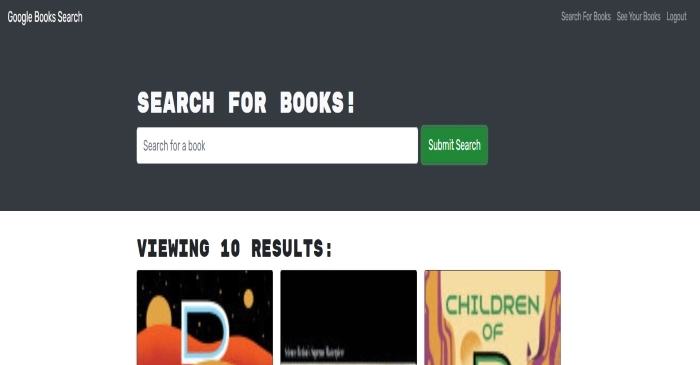 Google Books Search
Search For Books See Your Books Logout
SEARCH FOR BOOKS!
Search for a book
Submit Search
VIEWING 10 RESULTS:
D
CHILDREN
OF